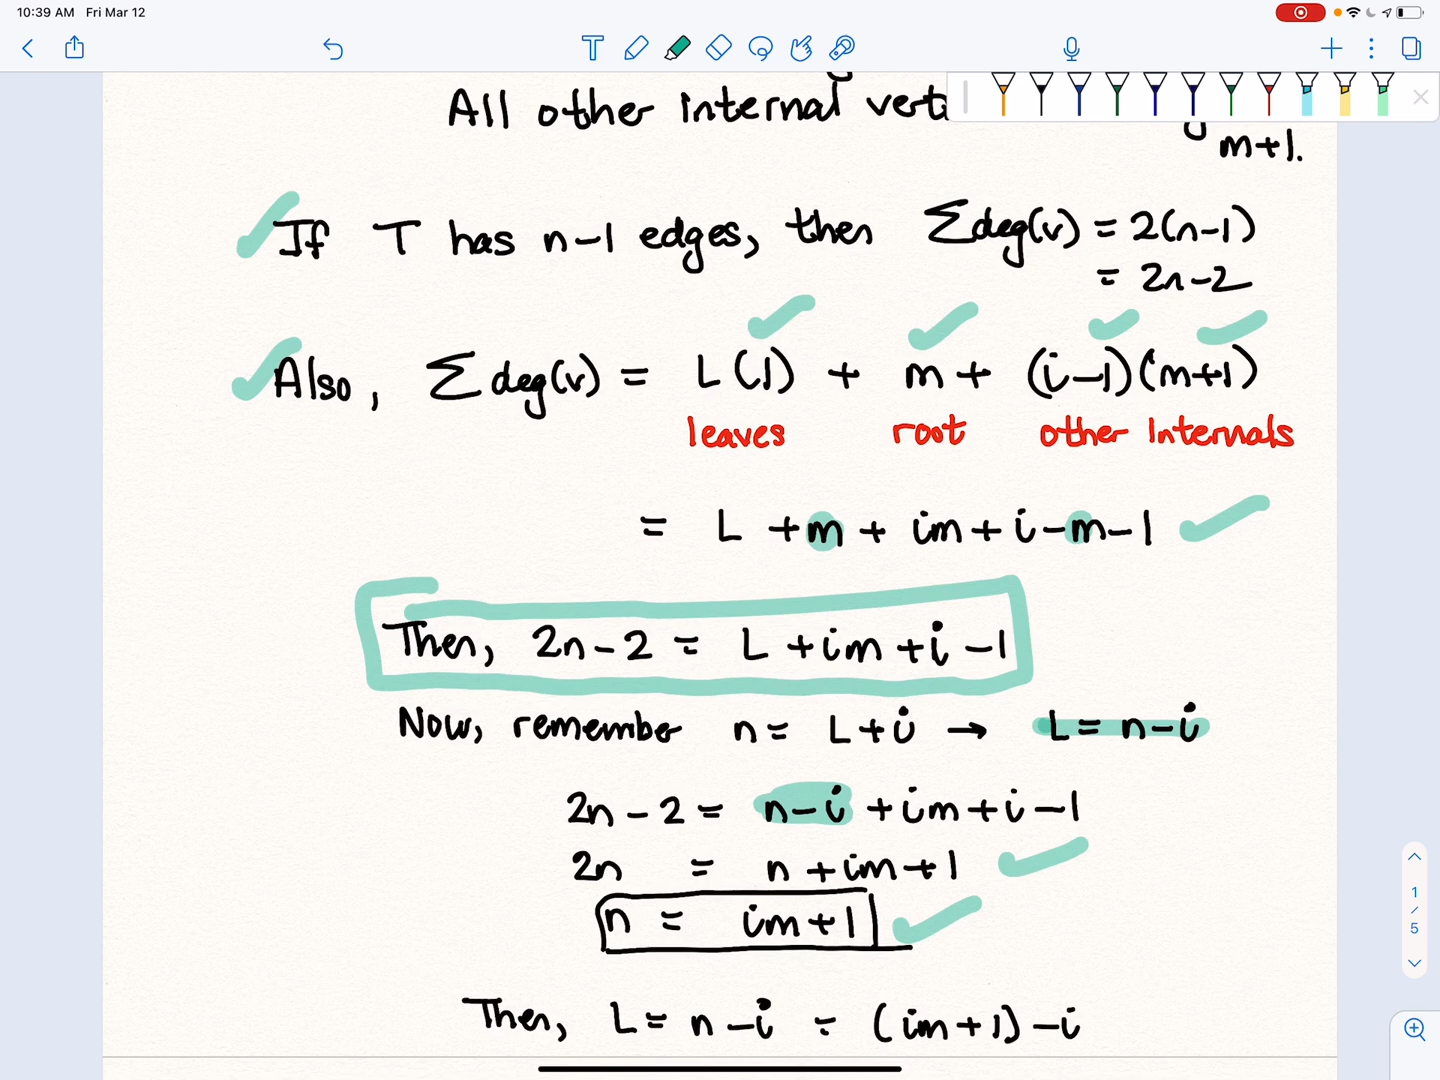 10:39 AM Fri Mar 12
T
All other internal
m+1.
If T has n-1 edges, then Σdeg(v) = 2(n-1)
= 2n-2
Also, Σdeg(v) = L(1) + m + (i-1)(m+1)
leaves root other internals
= L + m + im + i - m - 1
Then, 2n-2 = L + im + i - 1
Now, remember n = L+i → L = n-i
2n-2 = n-i + im + i - 1
2n = n + im + 1
n = im+1
1
/
5
Then, L = n-i = (im+1)-i